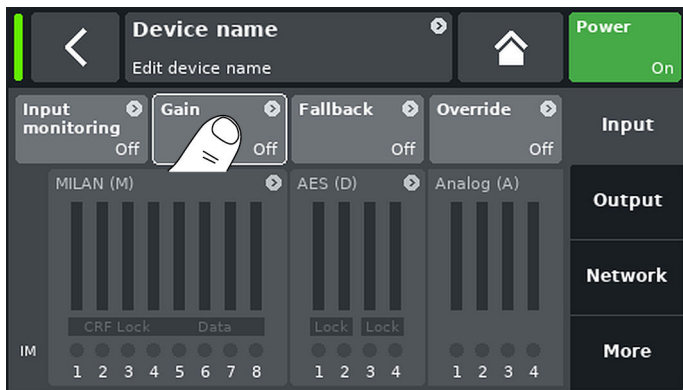 Device name
Edit device name
Power
On
Input monitoring
Off
Gain
Off
Fallback
Off
Override
Off
Input
MILAN (M)
AES (D)
Analog (A)
Output
Network
CRF Lock
Data
Lock
Lock
IM
1 2 3 4 5 6 7 8
1 2 3 4
1 2 3 4
More